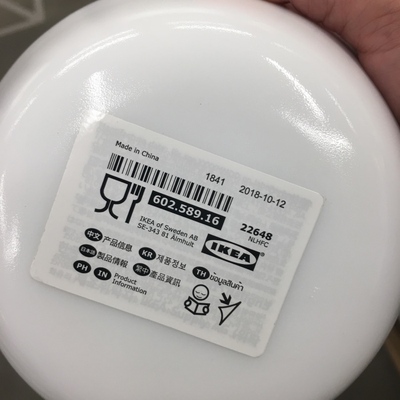 Made in China
1841 2018-10-12
602.589.16
22648
NLHFC
IKEA of Sweden AB
SE-343 81 Älmhult
IKEA
中文 产品信息 KR 제품정보 TH ข้อมูลสินค้า
日本語 製品情報 繁中 產品資訊
PH IN Product Information